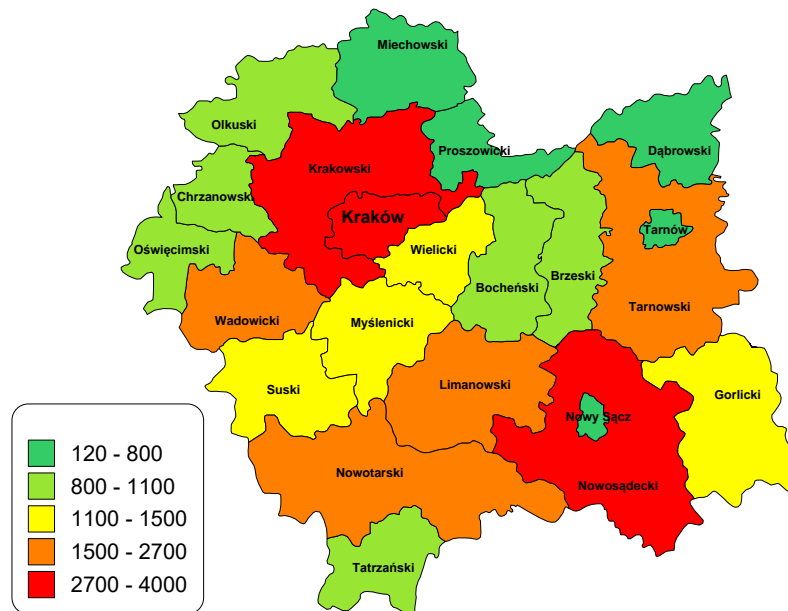 Miechowski
Olkuski
Proszowicki
Dąbrowski
Krakowski
Chrzanowski
Kraków
Tarnów
Oświęcimski
Wielicki
Bocheński
Brzeski
Wadowicki
Myślenicki
Tarnowski
Suski
Limanowski
Gorlicki
Nowy Sącz
Nowotarski
Nowosądecki
Tatrzański
120 - 800
800 - 1100
1100 - 1500
1500 - 2700
2700 - 4000